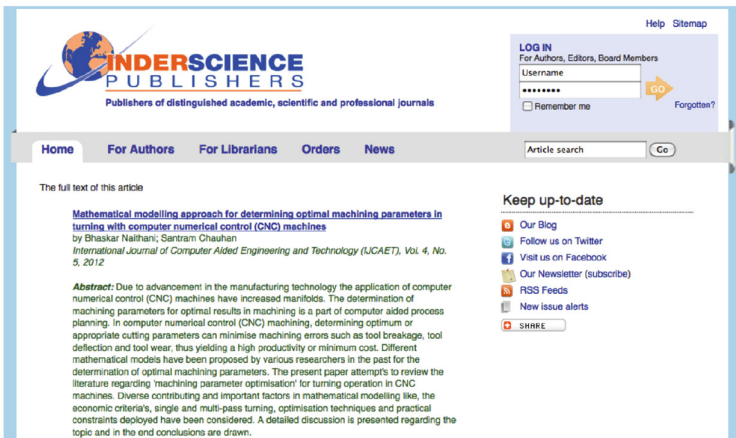 Help Sitemap
INDERSCIENCE
PUBLISHERS
Publishers of distinguished academic, scientific and professional journals
LOG IN
For Authors, Editors, Board Members
Username
••••••••
GO
Remember me
Forgotten?
Home For Authors For Librarians Orders News
Article search Go
The full text of this article
Mathematical modelling approach for determining optimal machining parameters in
turning with computer numerical control (CNC) machines
by Bhaskar Naithani; Santram Chauhan
International Journal of Computer Aided Engineering and Technology (IJCAET), Vol. 4, No.
5, 2012
Abstract: Due to advancement in the manufacturing technology the application of computer
numerical control (CNC) machines have increased manifolds. The determination of
machining parameters for optimal results in machining is a part of computer aided process
planning. In computer numerical control (CNC) machining, determining optimum or
appropriate cutting parameters can minimise machining errors such as tool breakage, tool
deflection and tool wear, thus yielding a high productivity or minimum cost. Different
mathematical models have been proposed by various researchers in the past for the
determination of optimal machining parameters. The present paper attempt's to review the
literature regarding 'machining parameter optimisation' for turning operation in CNC
machines. Diverse contributing and important factors in mathematical modelling like, the
economic criteria's, single and multi-pass turning, optimisation techniques and practical
constraints deployed have been considered. A detailed discussion is presented regarding the
topic and in the end conclusions are drawn.
Keep up-to-date
Our Blog
Follow us on Twitter
Visit us on Facebook
Our Newsletter (subscribe)
RSS Feeds
New issue alerts
SHARE